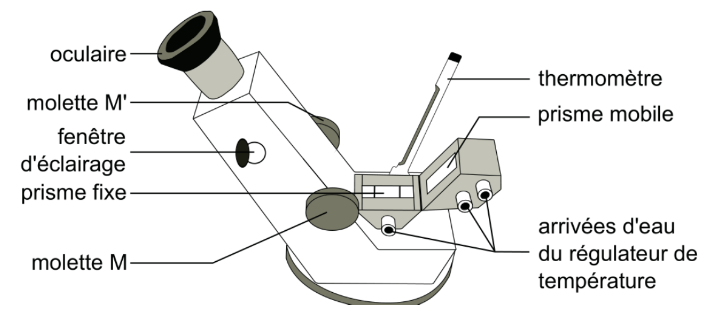 oculaire
molette M'
fenêtre
d'éclairage
prisme fixe
molette M
thermomètre
prisme mobile
arrivées d'eau
du régulateur de
température